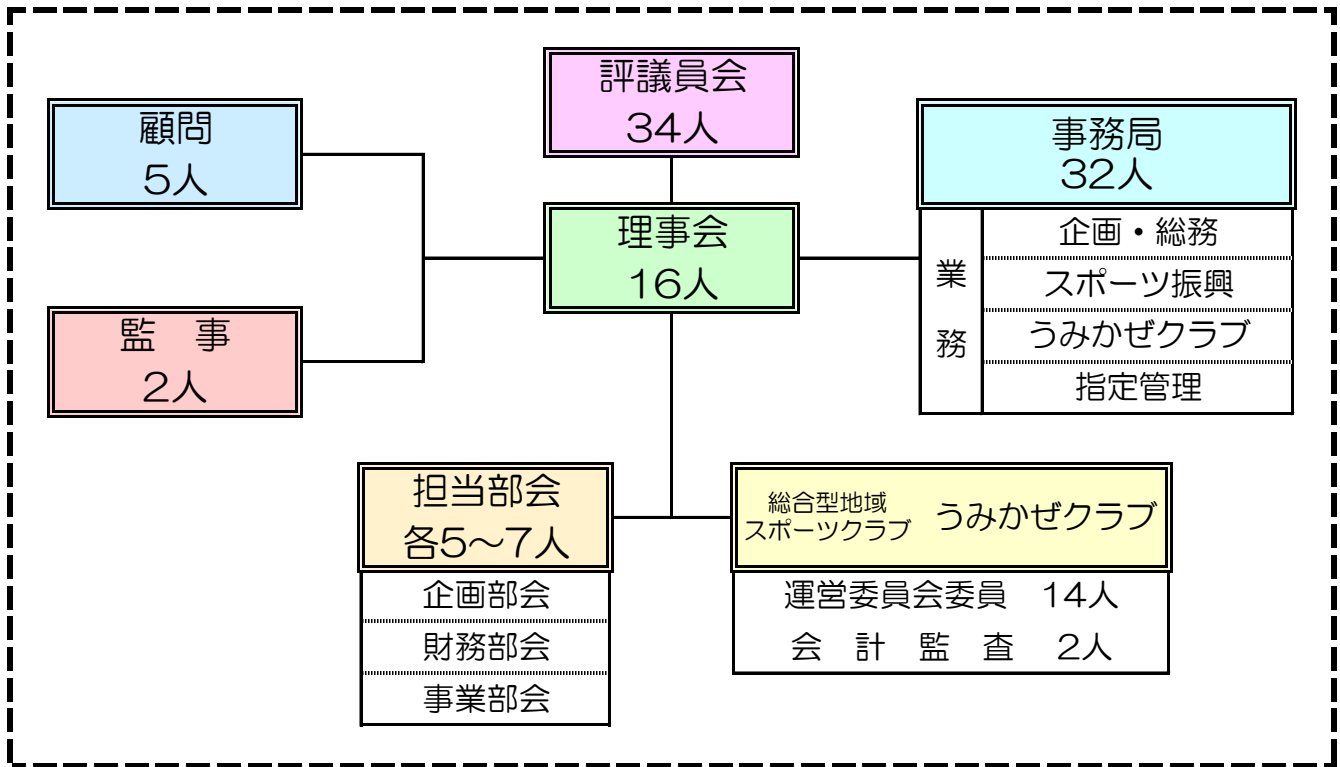 評議員会
34人
顧問
5人
事務局
32人
理事会
16人
業務
企画・総務
スポーツ振興
うみかぜクラブ
指定管理
監　事
2人
担当部会
各5〜7人
企画部会
財務部会
事業部会
総合型地域
スポーツクラブ
うみかぜクラブ
運営委員会委員　14人
会　計　監　査　2人